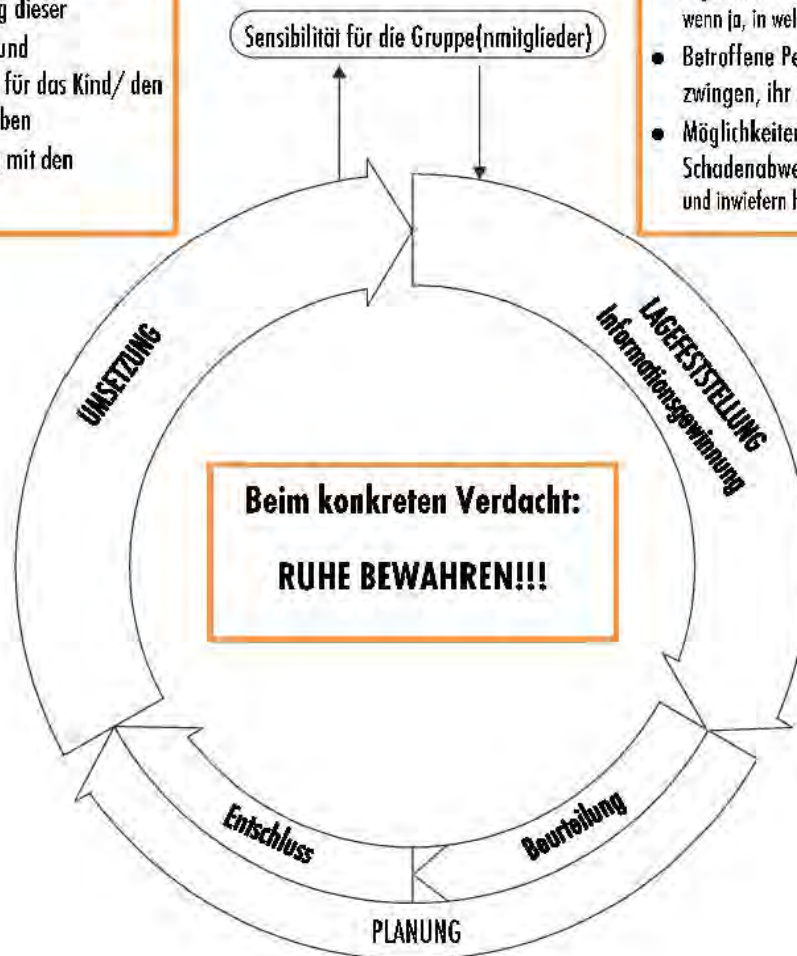 g dieser
und
für das Kind/ den
ben
mit den
Sensibilität für die Gruppe(nmitglieder)
wenn ja, in wel
● Betroffene Pe
zwingen, ihr
● Möglichkeiten
Schadenabwe
und inwiefern
UMSETZUNG
LAGEFESTSTELLUNG
Informationsgewinnung
Beim konkreten Verdacht:
RUHE BEWAHREN!!!
Entschluss
Beurteilung
PLANUNG